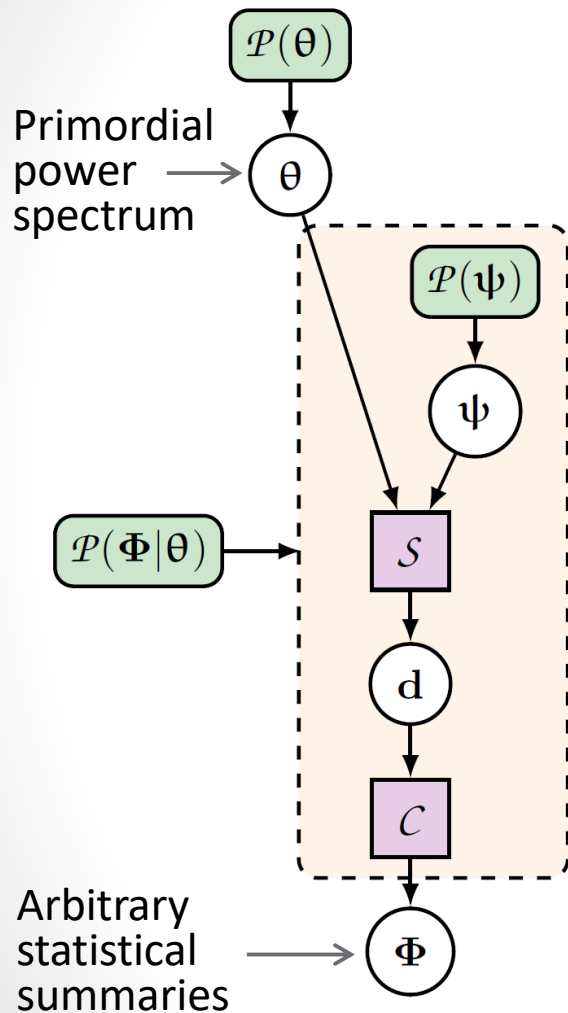 𝒫(θ)
Primordial
power
spectrum
θ
𝒫(ψ)
ψ
𝒫(Φ|θ)
𝒮
d
𝒞
Arbitrary
statistical
summaries
Φ